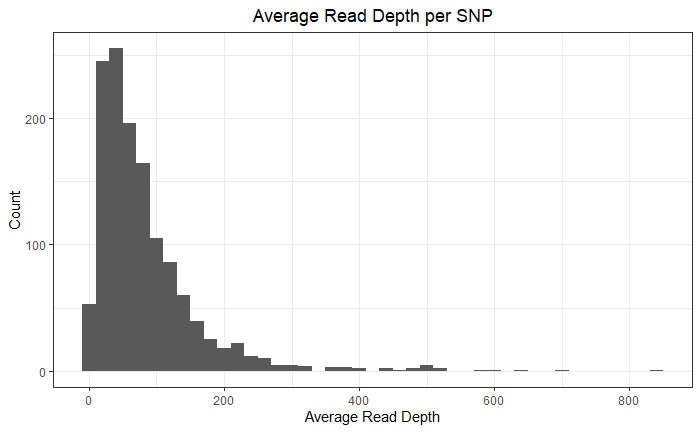 Average Read Depth per SNP
200
100
0
Count
0 200 400 600 800
Average Read Depth